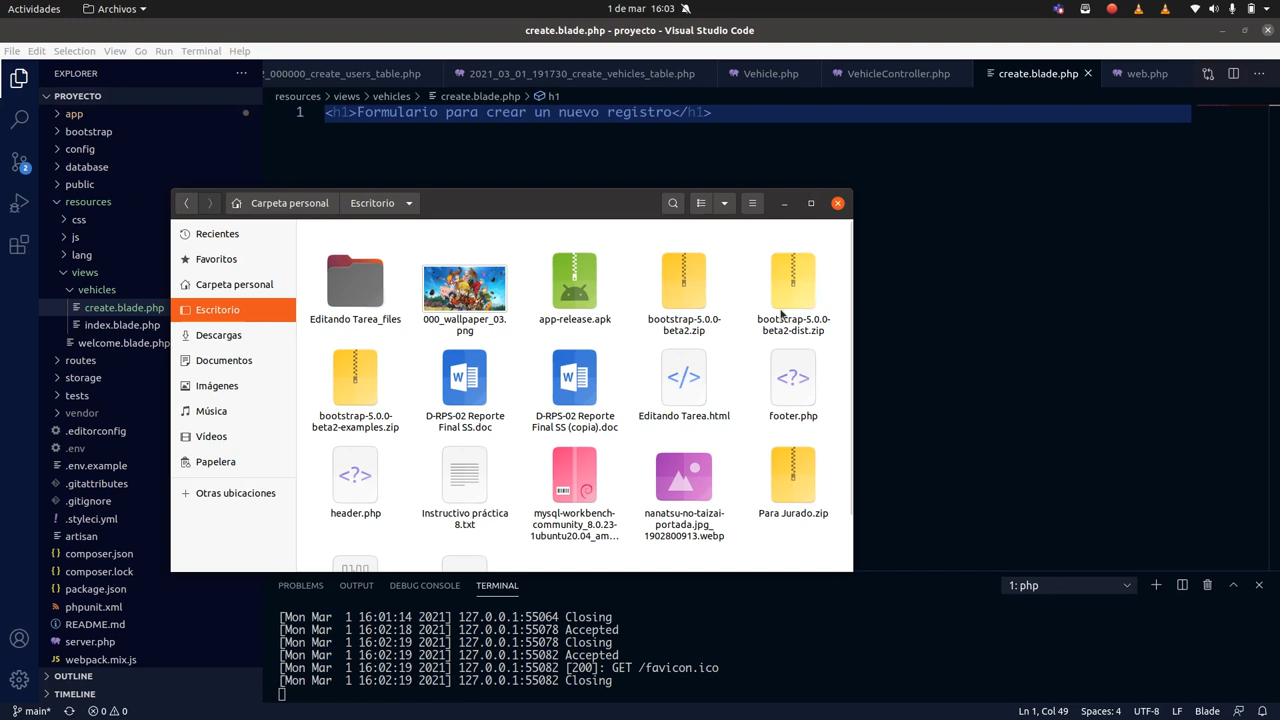 Actividades
Archivos
1 de mar 16:03
create.blade.php - proyecto - Visual Studio Code
File Edit Selection View Go Run Terminal Help
EXPLORER
2_000000_create_users_table.php
2021_03_01_191730_create_vehicles_table.php
Vehicle.php
VehicleController.php
create.blade.php
web.php
PROYECTO
resources > views > vehicles > create.blade.php > h1
1 <h1>Formulario para crear un nuevo registro</h1>
app
bootstrap
config
database
public
resources
css
js
lang
views
vehicles
create.blade.php
index.blade.php
welcome.blade.php
routes
storage
tests
vendor
.editorconfig
.env
.env.example
.gitattributes
.gitignore
.styleci.yml
artisan
composer.json
composer.lock
package.json
phpunit.xml
README.md
server.php
webpack.mix.js
OUTLINE
TIMELINE
Carpeta personal
Escritorio
Recientes
Favoritos
Carpeta personal
Escritorio
Descargas
Documentos
Imágenes
Música
Vídeos
Papelera
Otras ubicaciones
Editando Tarea_files
000_wallpaper_03.
png
app-release.apk
bootstrap-5.0.0-
beta2.zip
bootstrap-5.0.0-
beta2-dist.zip
bootstrap-5.0.0-
beta2-examples.zip
D-RPS-02 Reporte
Final SS.doc
D-RPS-02 Reporte
Final SS (copia).doc
Editando Tarea.html
footer.php
header.php
Instructivo práctica
8.txt
mysql-workbench-
community_8.0.23-
1ubuntu20.04_am...
nanatsu-no-taizai-
portada.jpg_
1902800913.webp
Para Jurado.zip
PROBLEMS OUTPUT DEBUG CONSOLE TERMINAL
1: php
[Mon Mar 1 16:01:14 2021] 127.0.0.1:55064 Closing
[Mon Mar 1 16:02:18 2021] 127.0.0.1:55078 Accepted
[Mon Mar 1 16:02:19 2021] 127.0.0.1:55078 Closing
[Mon Mar 1 16:02:19 2021] 127.0.0.1:55082 Accepted
[Mon Mar 1 16:02:19 2021] 127.0.0.1:55082 [200]: GET /favicon.ico
[Mon Mar 1 16:02:19 2021] 127.0.0.1:55082 Closing
2
main*
0 0
Ln 1, Col 49
Spaces: 4
UTF-8
LF
Blade